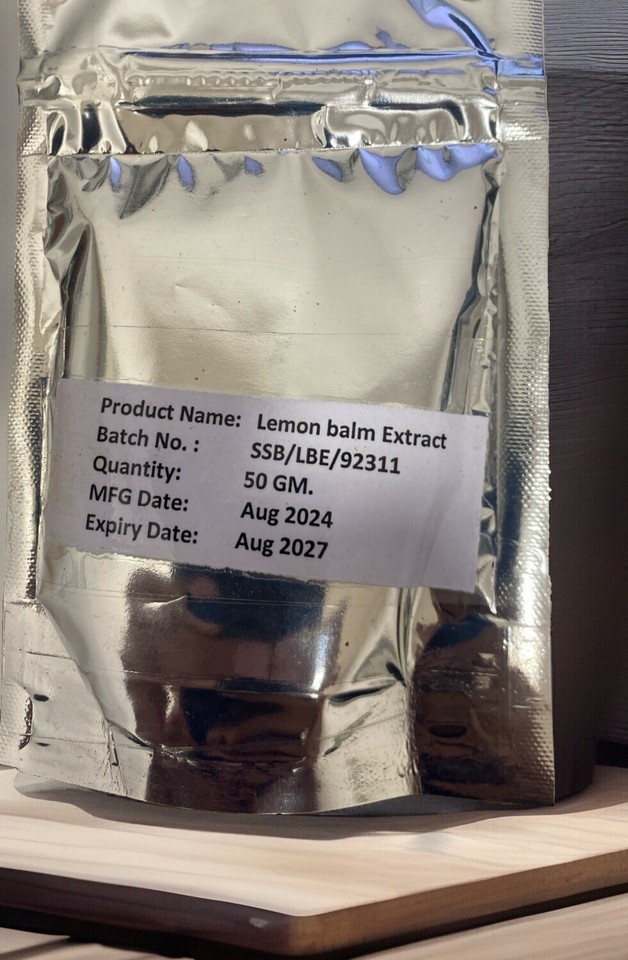 Product Name: Lemon balm Extract
Batch No. : SSB/LBE/92311
Quantity: 50 GM.
MFG Date: Aug 2024
Expiry Date: Aug 2027